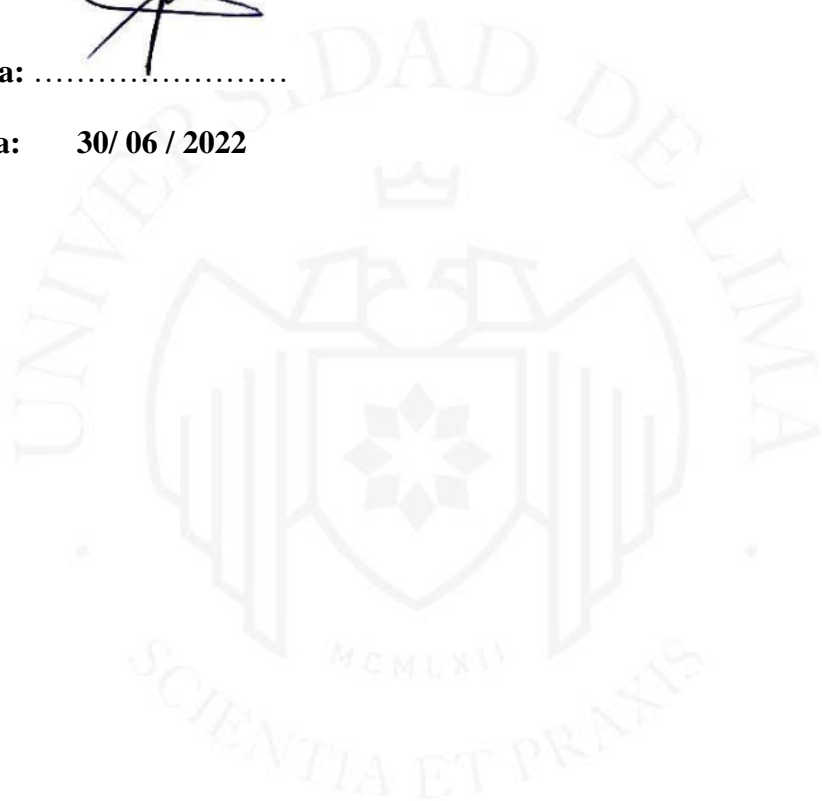 a: ……………………
a: 30/ 06 / 2022
UNIVERSIDAD DE LIMA
MCMLXII
SCIENTIA ET PRAXIS